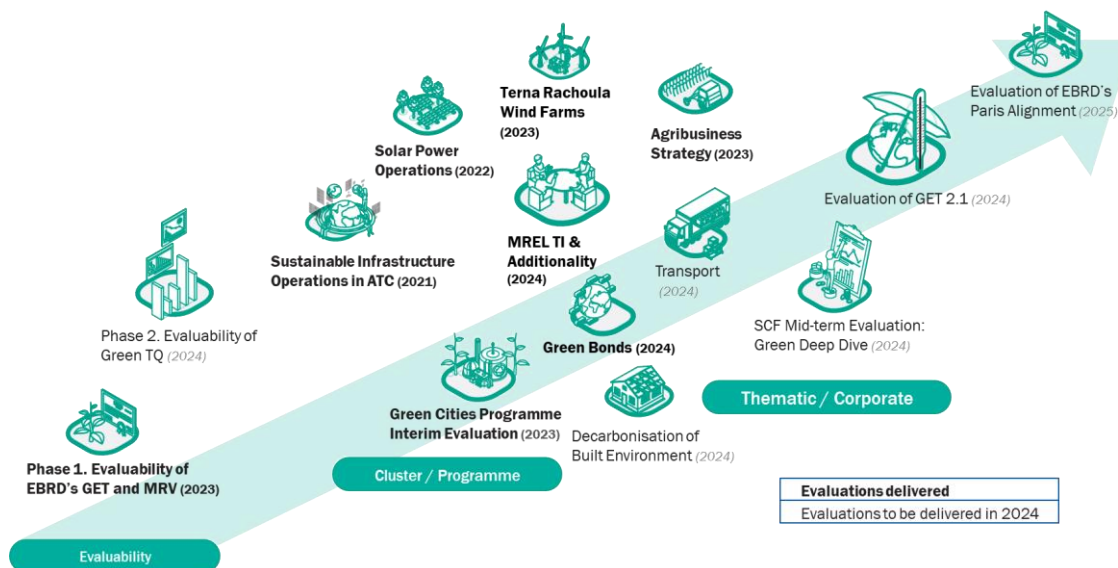 Terna Rachoula
Wind Farms
(2023)
Evaluation of EBRD's
Paris Alignment (2025)
Solar Power
Operations (2022)
Agribusiness
Strategy (2023)
Evaluation of GET 2.1 (2024)
Sustainable Infrastructure
Operations in ATC (2021)
MREL TI &
Additionality
(2024)
Transport
(2024)
Phase 2. Evaluability of
Green TQ (2024)
SCF Mid-term Evaluation:
Green Deep Dive (2024)
Green Bonds (2024)
Thematic / Corporate
Green Cities Programme
Interim Evaluation (2023)
Decarbonisation of
Built Environment (2024)
Phase 1. Evaluability of
EBRD's GET and MRV (2023)
Cluster / Programme
Evaluations delivered
Evaluations to be delivered in 2024
Evaluability